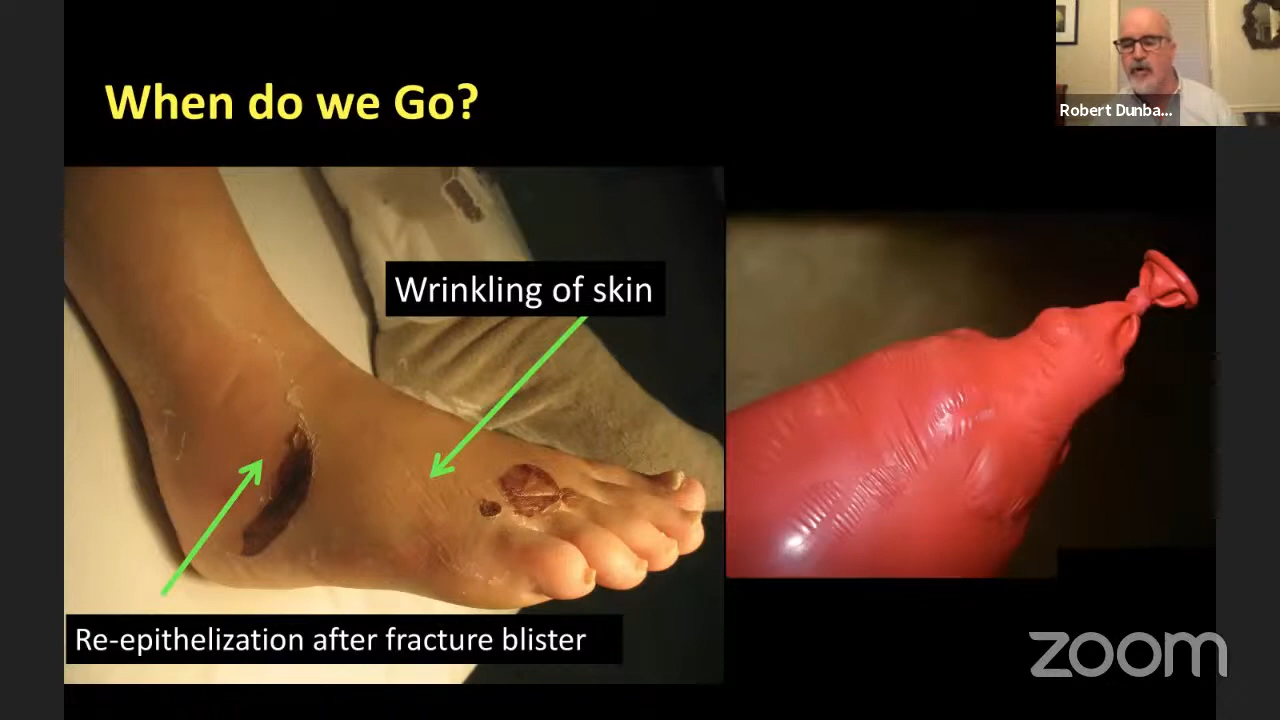 When do we Go?
Robert Dunba...
Wrinkling of skin
Re-epithelization after fracture blister
zoom